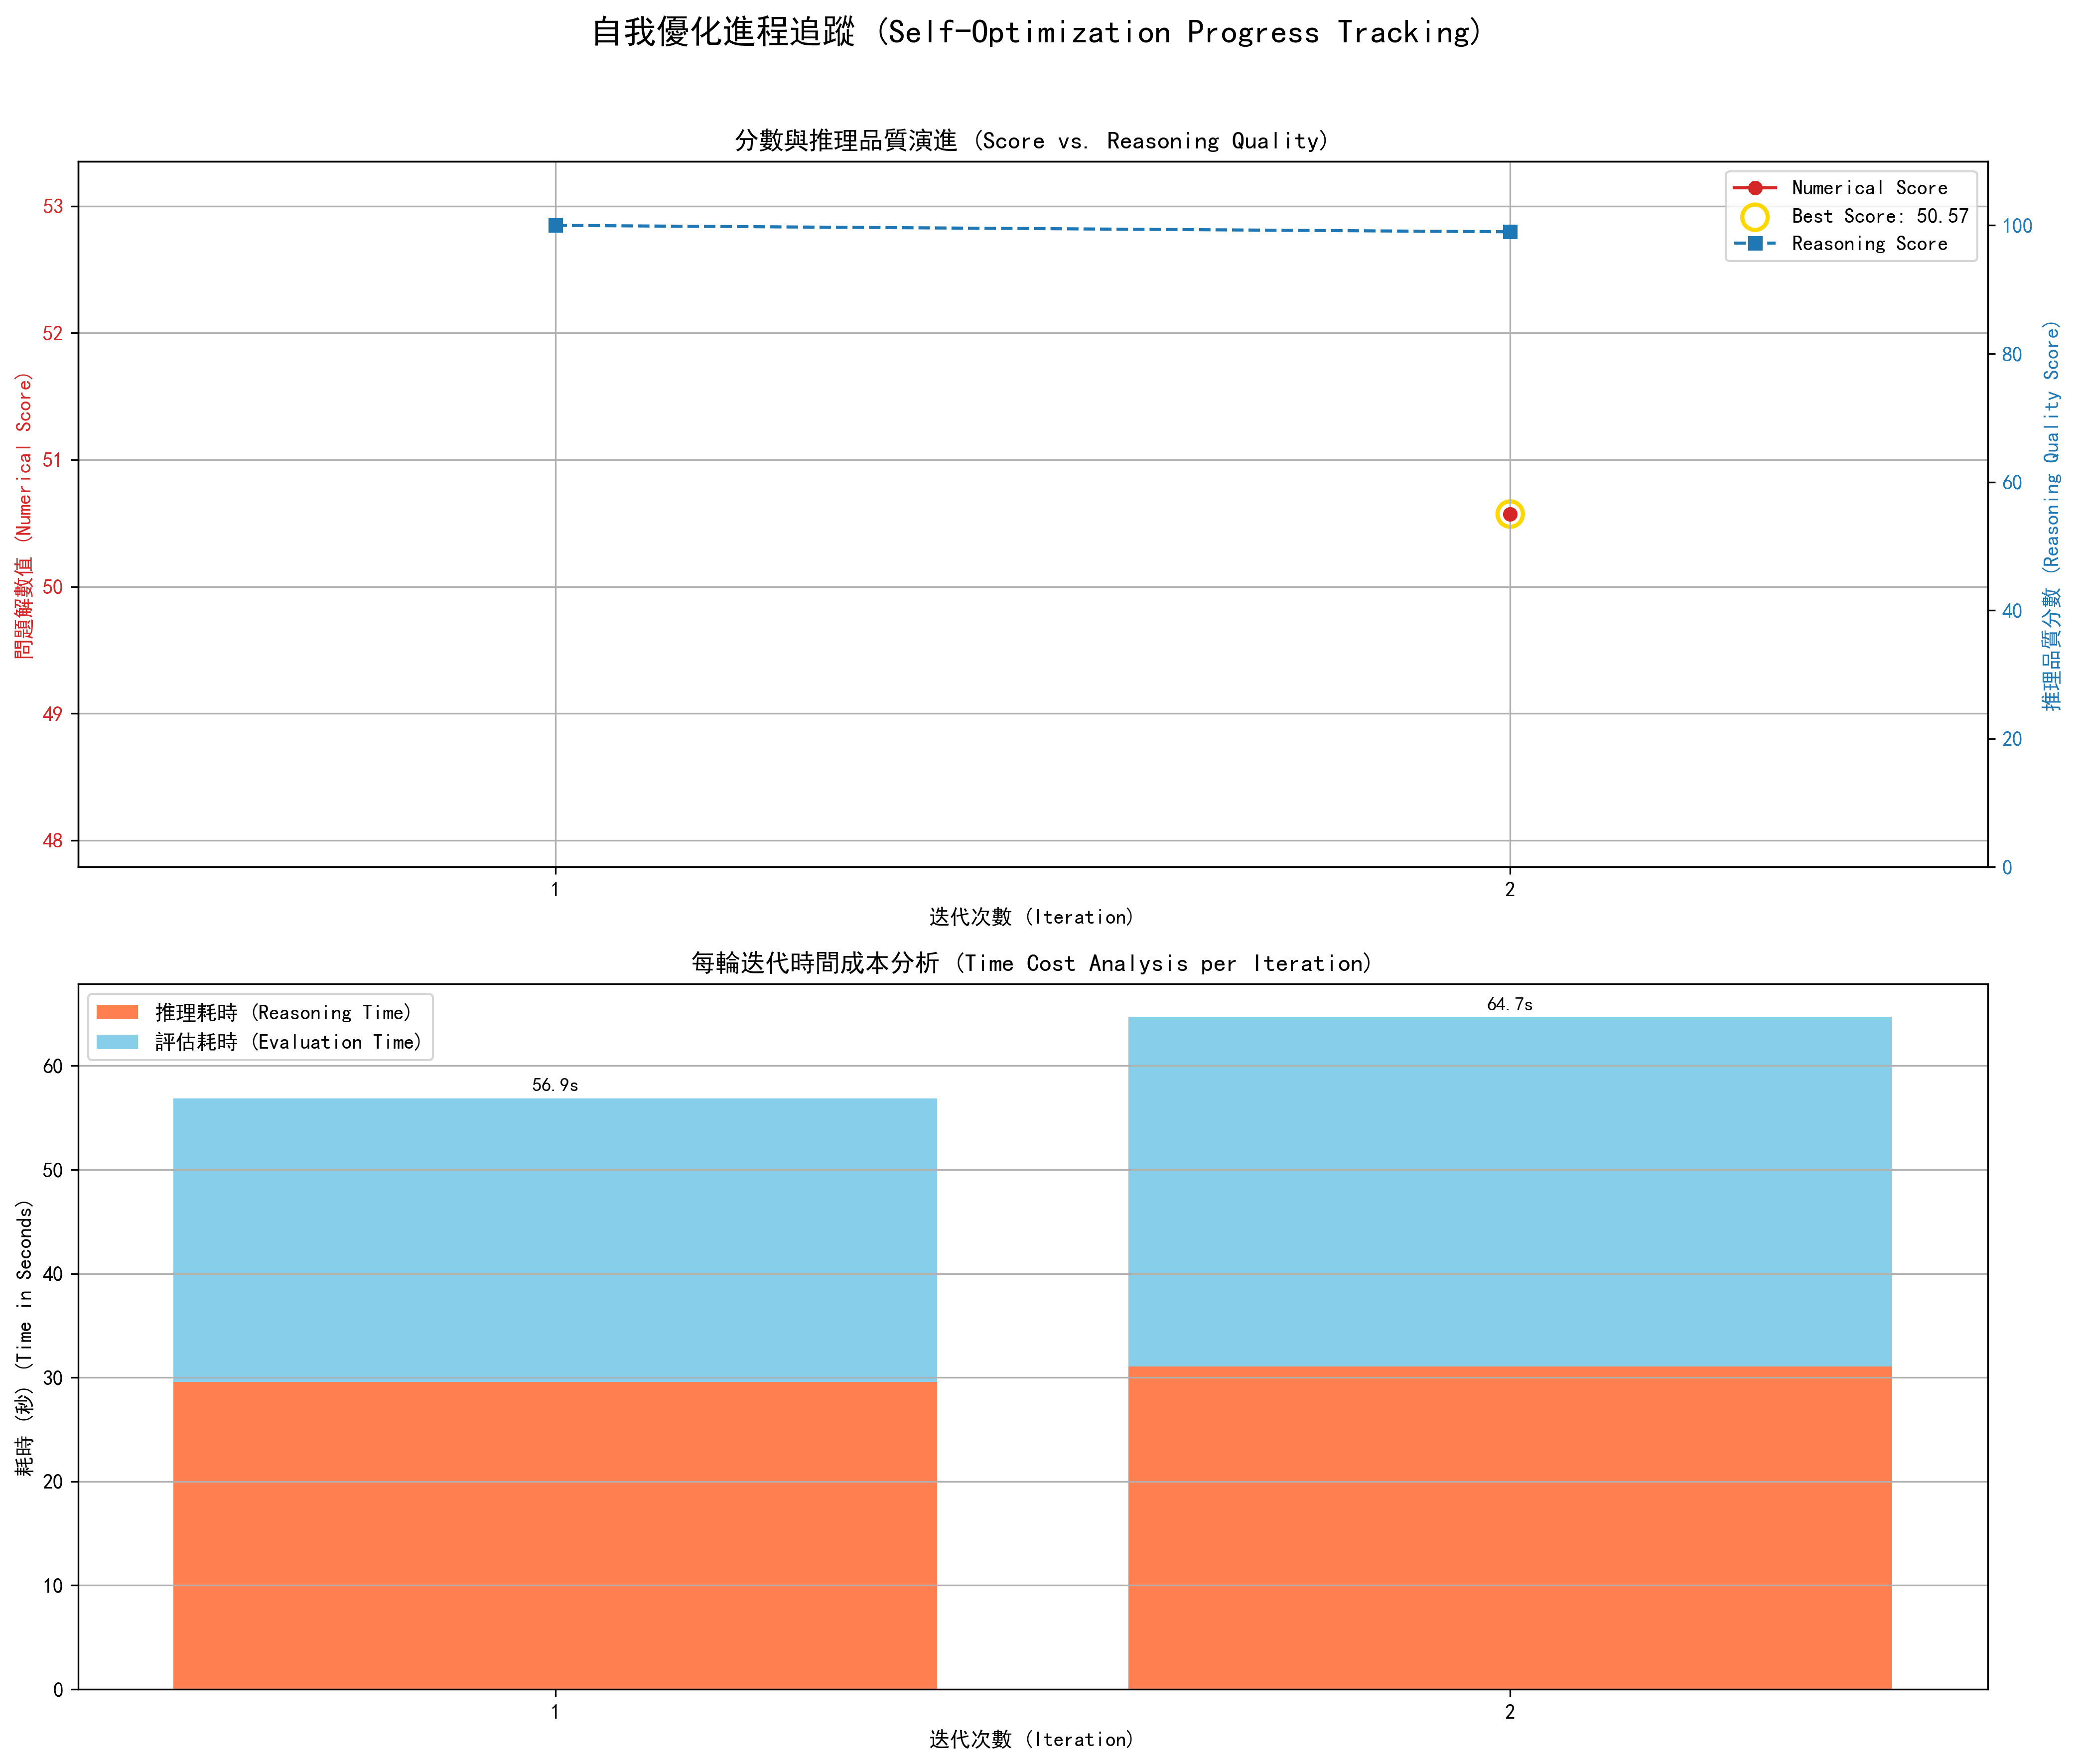 自我優化進程追蹤 (Self-Optimization Progress Tracking)
分數與推理品質演進 (Score vs. Reasoning Quality)
Numerical Score
Best Score: 50.57
Reasoning Score
問題解數值 (Numerical Score)
53
52
51
50
49
48
推理品質分數 (Reasoning Quality Score)
100
80
60
40
20
0
1
2
迭代次數 (Iteration)
每輪迭代時間成本分析 (Time Cost Analysis per Iteration)
推理耗時 (Reasoning Time)
評估耗時 (Evaluation Time)
56.9s
64.7s
耗時 (秒) (Time in Seconds)
60
50
40
30
20
10
0
1
2
迭代次數 (Iteration)